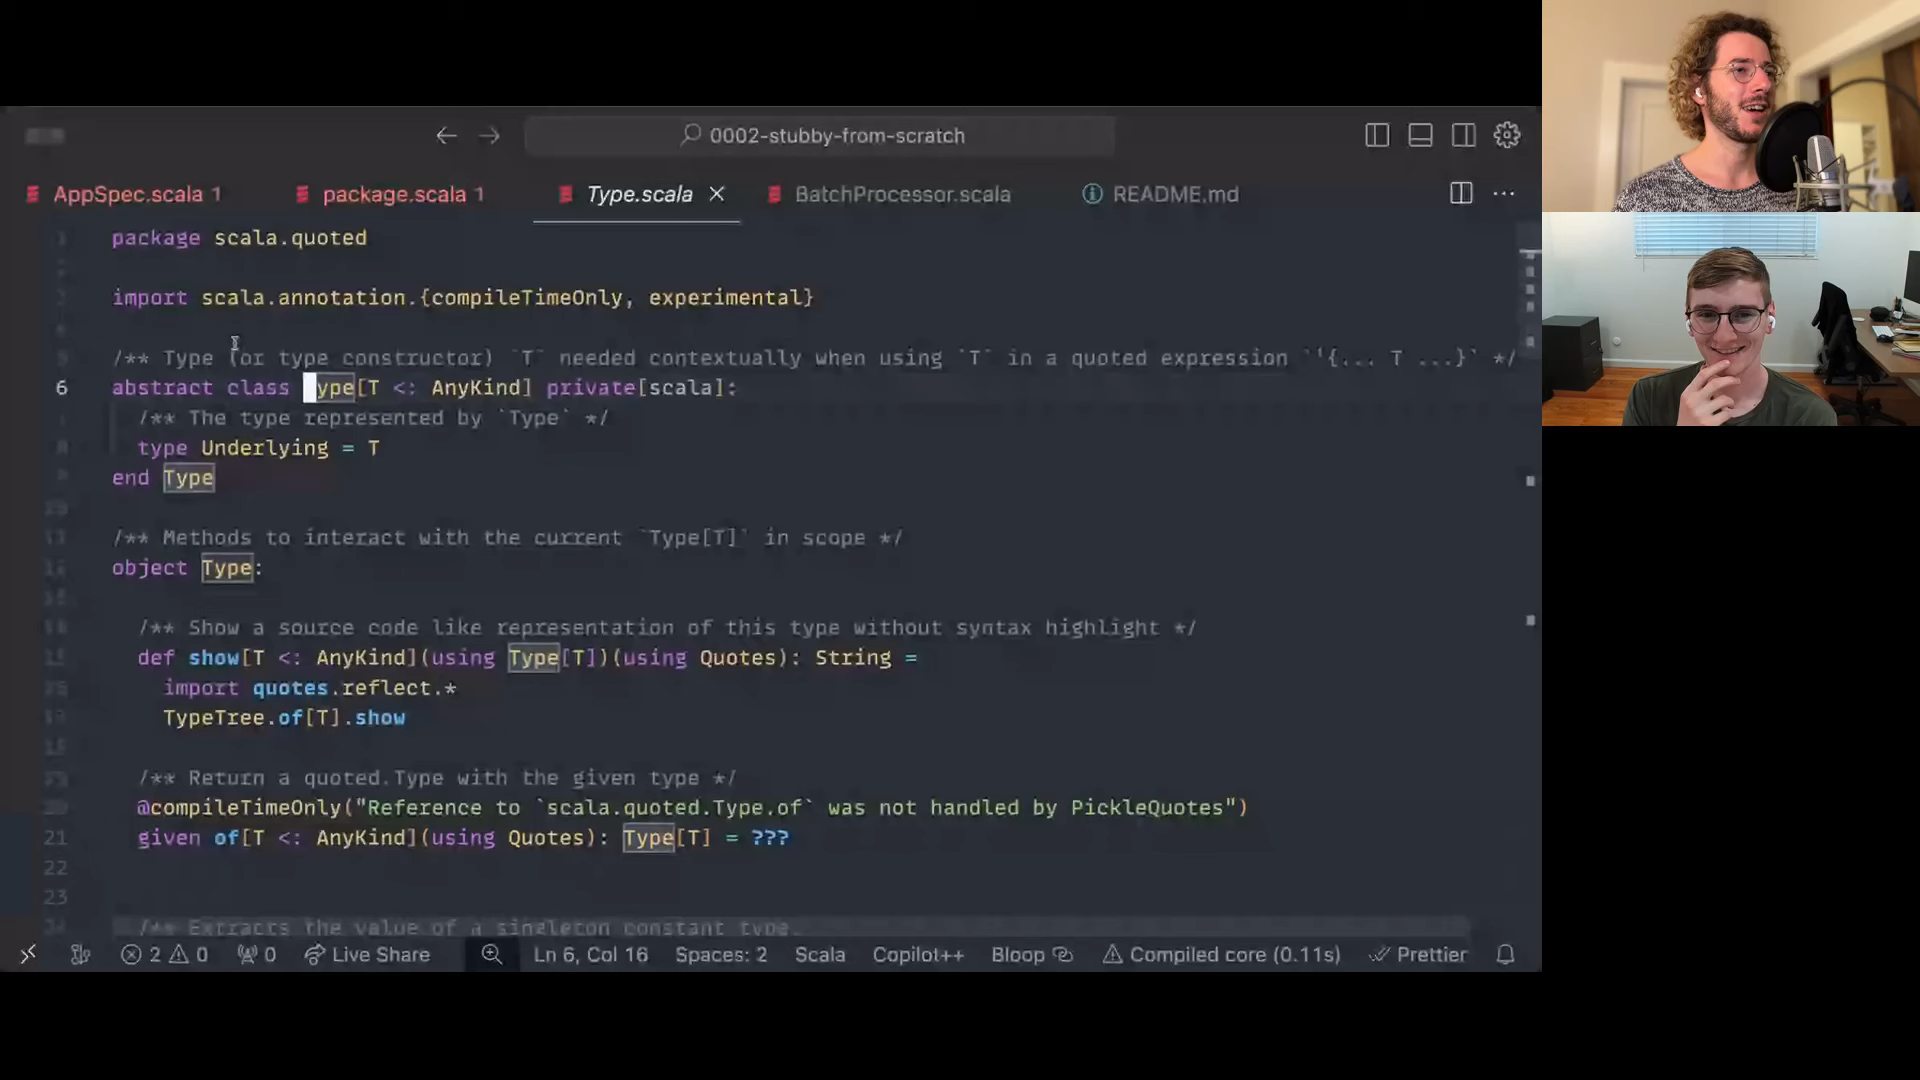 0002-stubby-from-scratch
AppSpec.scala 1
package.scala 1
Type.scala
BatchProcessor.scala
README.md
package scala.quoted
import scala.annotation.{compileTimeOnly, experimental}
/** Type (or type constructor) `T` needed contextually when using `T` in a quoted expression `'{... T ...}` */
6 abstract class Type[T <: AnyKind] private[scala]:
/** The type represented by `Type` */
type Underlying = T
end Type
/** Methods to interact with the current `Type[T]` in scope */
object Type:
/** Show a source code like representation of this type without syntax highlight */
def show[T <: AnyKind](using Type[T])(using Quotes): String =
import quotes.reflect.*
TypeTree.of[T].show
/** Return a quoted.Type with the given type */
@compileTimeOnly("Reference to `scala.quoted.Type.of` was not handled by PickleQuotes")
21 given of[T <: AnyKind](using Quotes): Type[T] = ???
22
23
/** Extracts the value of a singleton constant type.
2 0 0 Live Share Ln 6, Col 16 Spaces: 2 Scala Copilot++ Bloop Compiled core (0.11s) Prettier